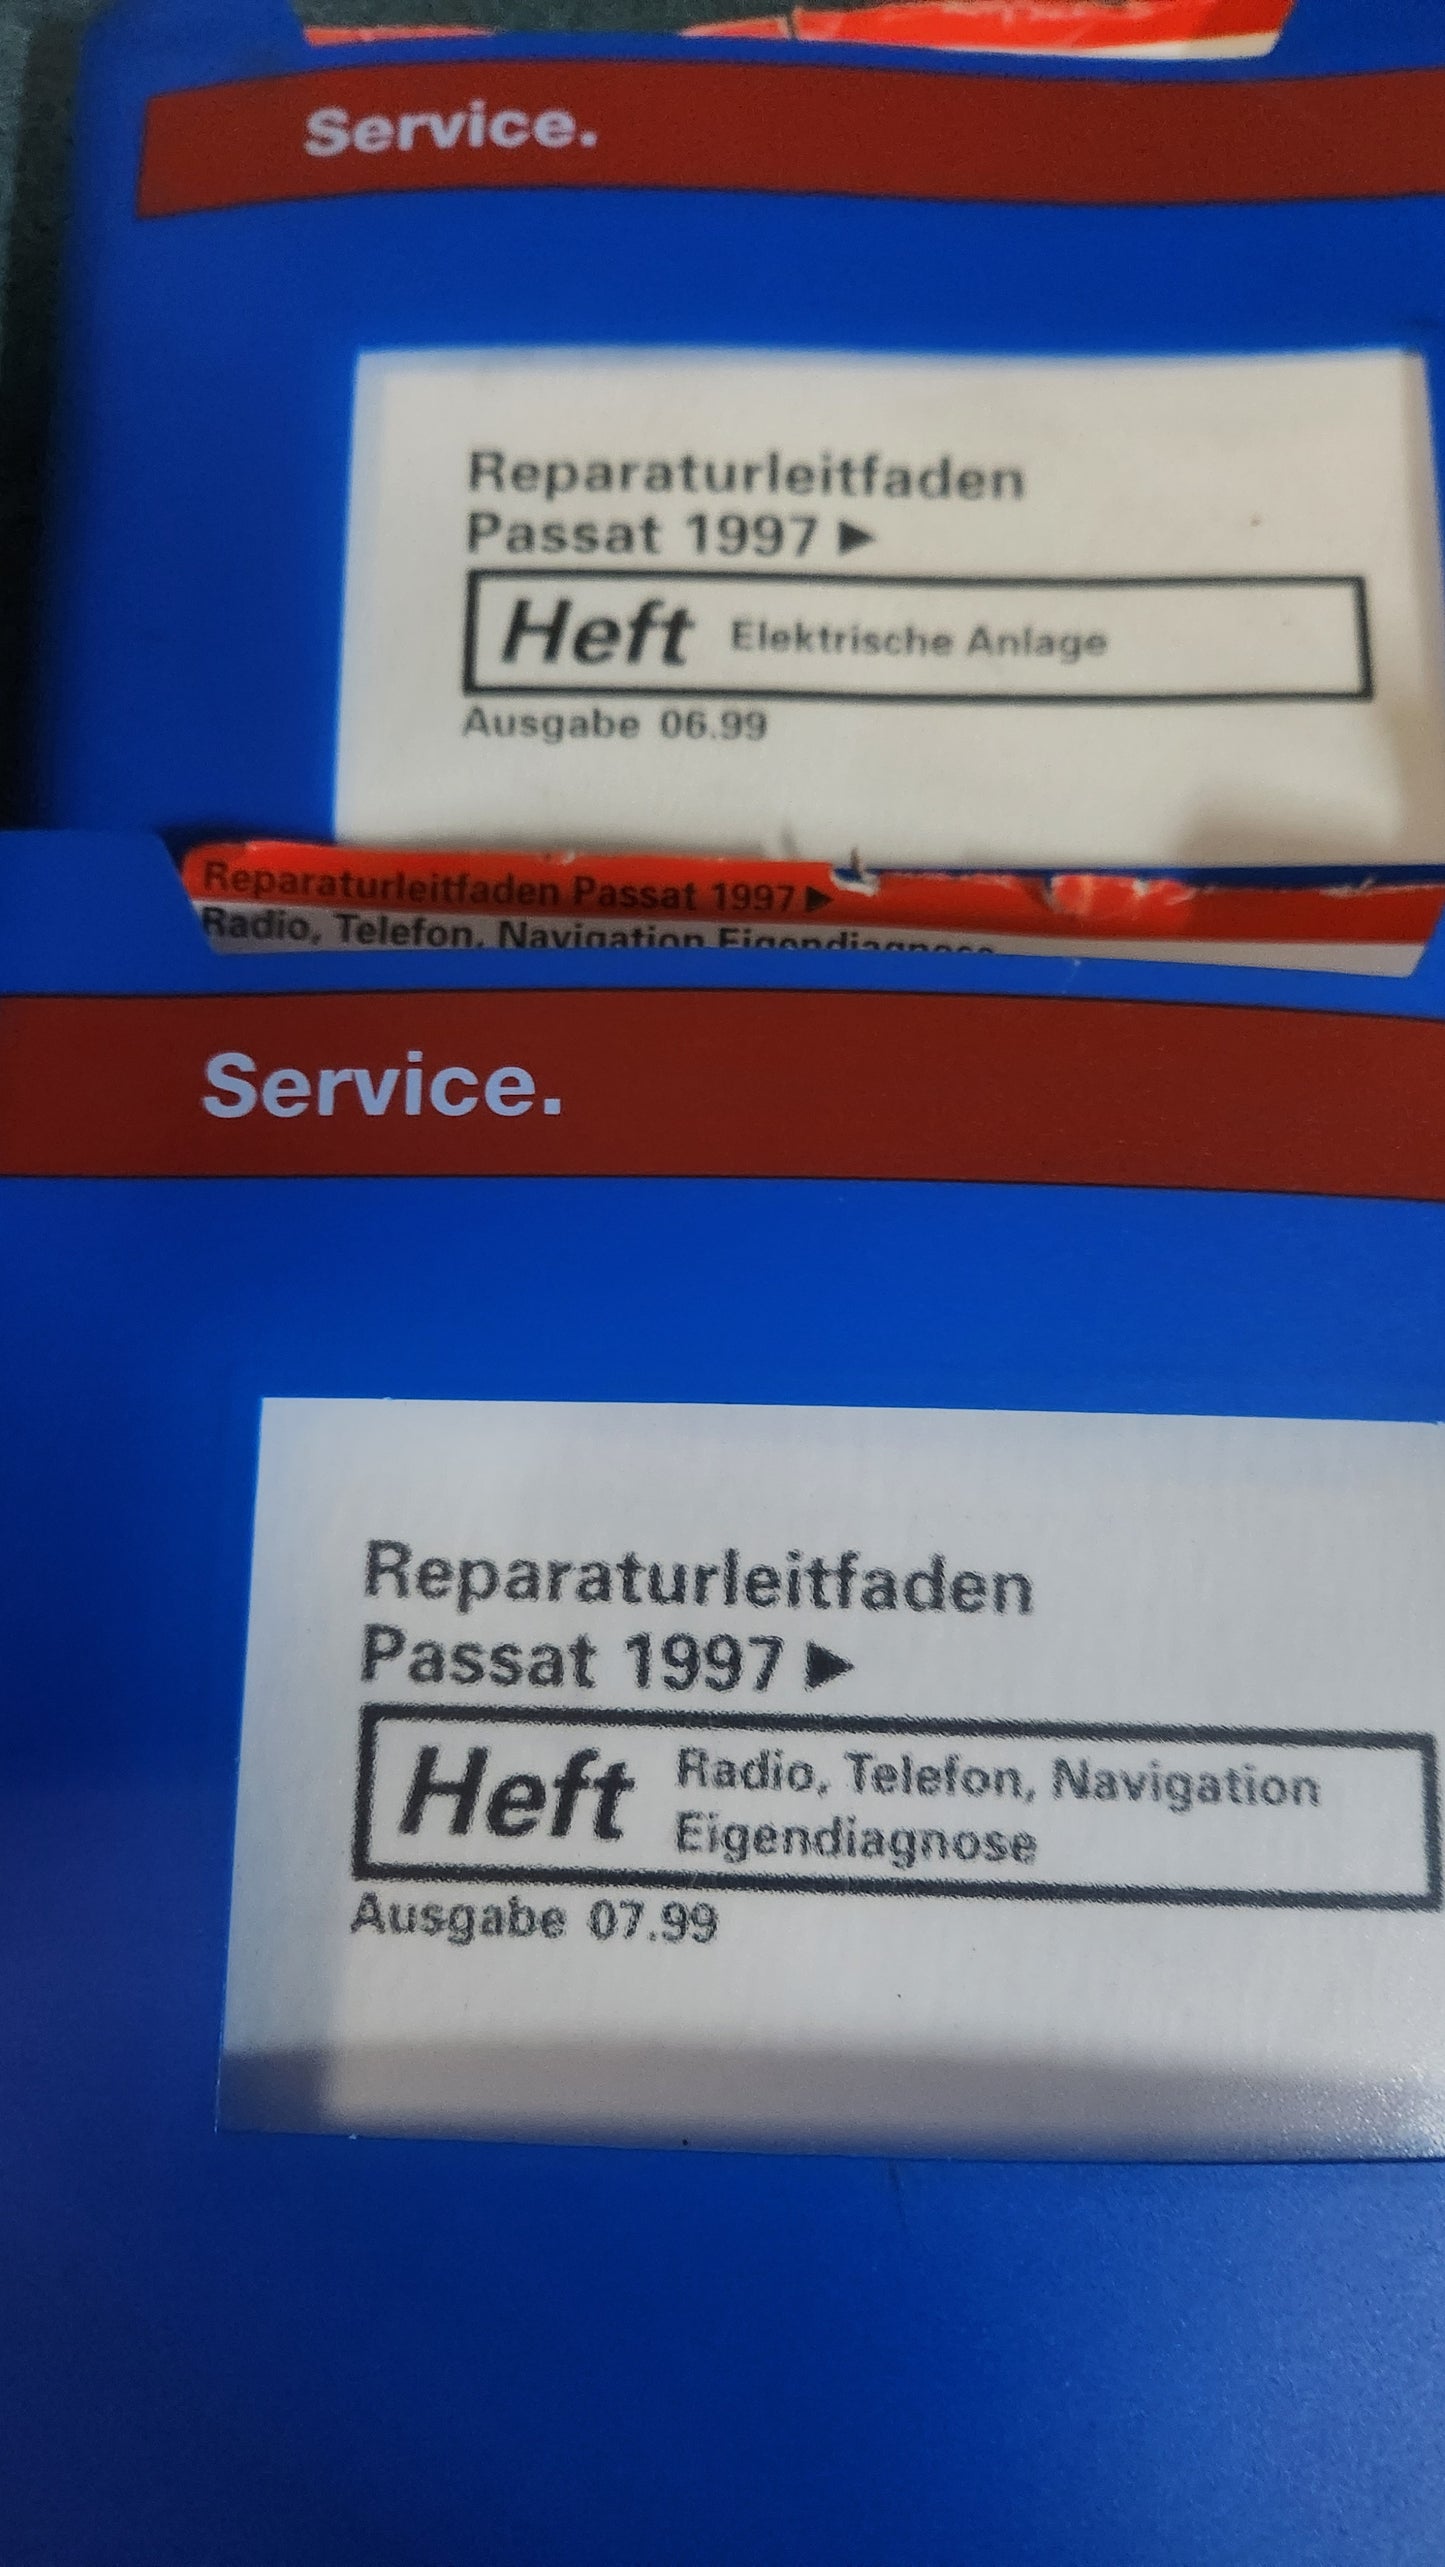 Service.
Reparaturleitfaden
Passat 1997 ▶
Heft Elektrische Anlage
Ausgabe 06.99
Reparaturleitfaden Passat 1997 ▶
Radio, Telefon, Navigation Eigendiagnose
Service.
Reparaturleitfaden
Passat 1997 ▶
Heft Radio, Telefon, Navigation
Eigendiagnose
Ausgabe 07.99